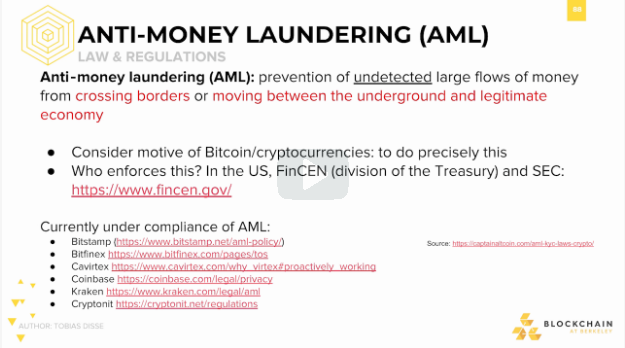 98
ANTI-MONEY LAUNDERING (AML)
LAW & REGULATIONS
Anti-money laundering (AML): prevention of undetected large flows of money
from crossing borders or moving between the underground and legitimate
economy
● Consider motive of Bitcoin/cryptocurrencies: to do precisely this
● Who enforces this? In the US, FinCEN (division of the Treasury) and SEC:
https://www.fincen.gov/
Currently under compliance of AML:
● Bitstamp (https://www.bitstamp.net/aml-policy/)
● Bitfinex https://www.bitfinex.com/pages/tos
● Cavirtex https://www.cavirtex.com/why_virtex#proactively_working
● Coinbase https://coinbase.com/legal/privacy
● Kraken https://www.kraken.com/legal/aml
● Cryptonit https://cryptonit.net/regulations
Source: https://captainaltcoin.com/aml-kyc-laws-crypto/
AUTHOR: TOBIAS DISSE
BLOCKCHAIN
AT BERKELEY